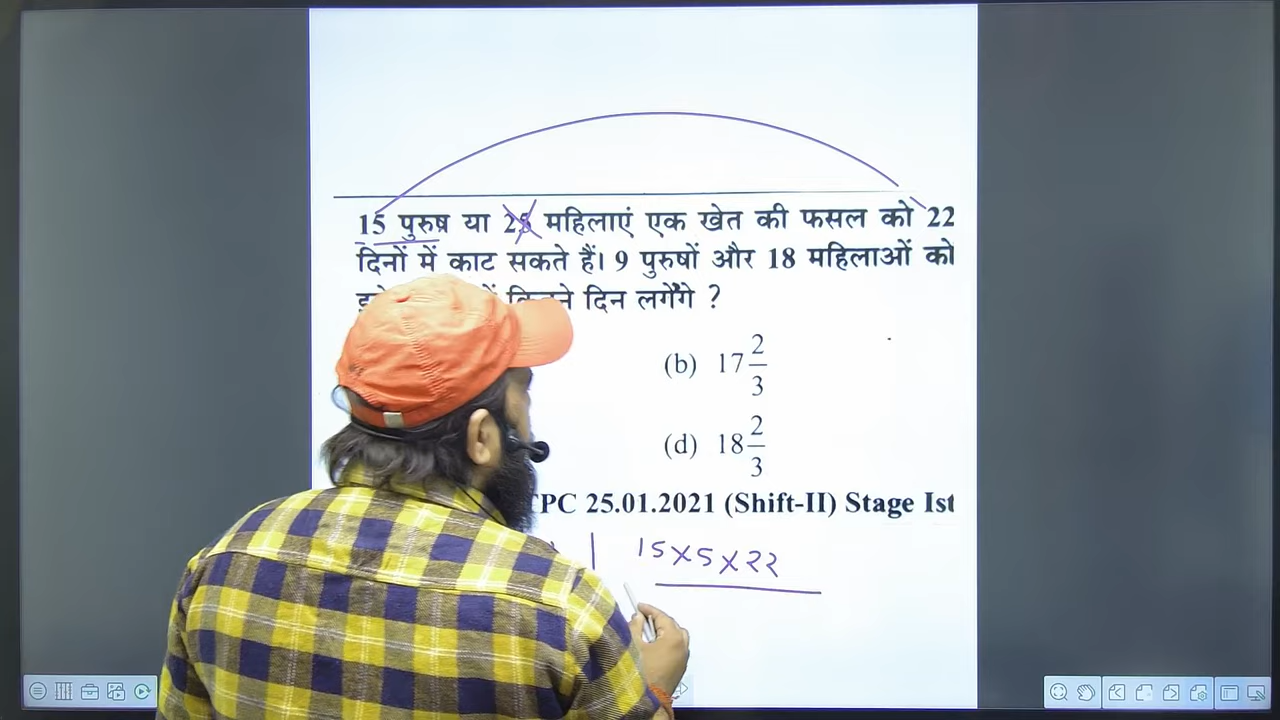 15 पुरुष या 25 महिलाएं एक खेत की फसल को 22
दिनों में काट सकते हैं। 9 पुरुषों और 18 महिलाओं को
दिन लगेंगे ?
(b) 17 2/3
(d) 18 2/3
PC 25.01.2021 (Shift-II) Stage Ist
15×5×22